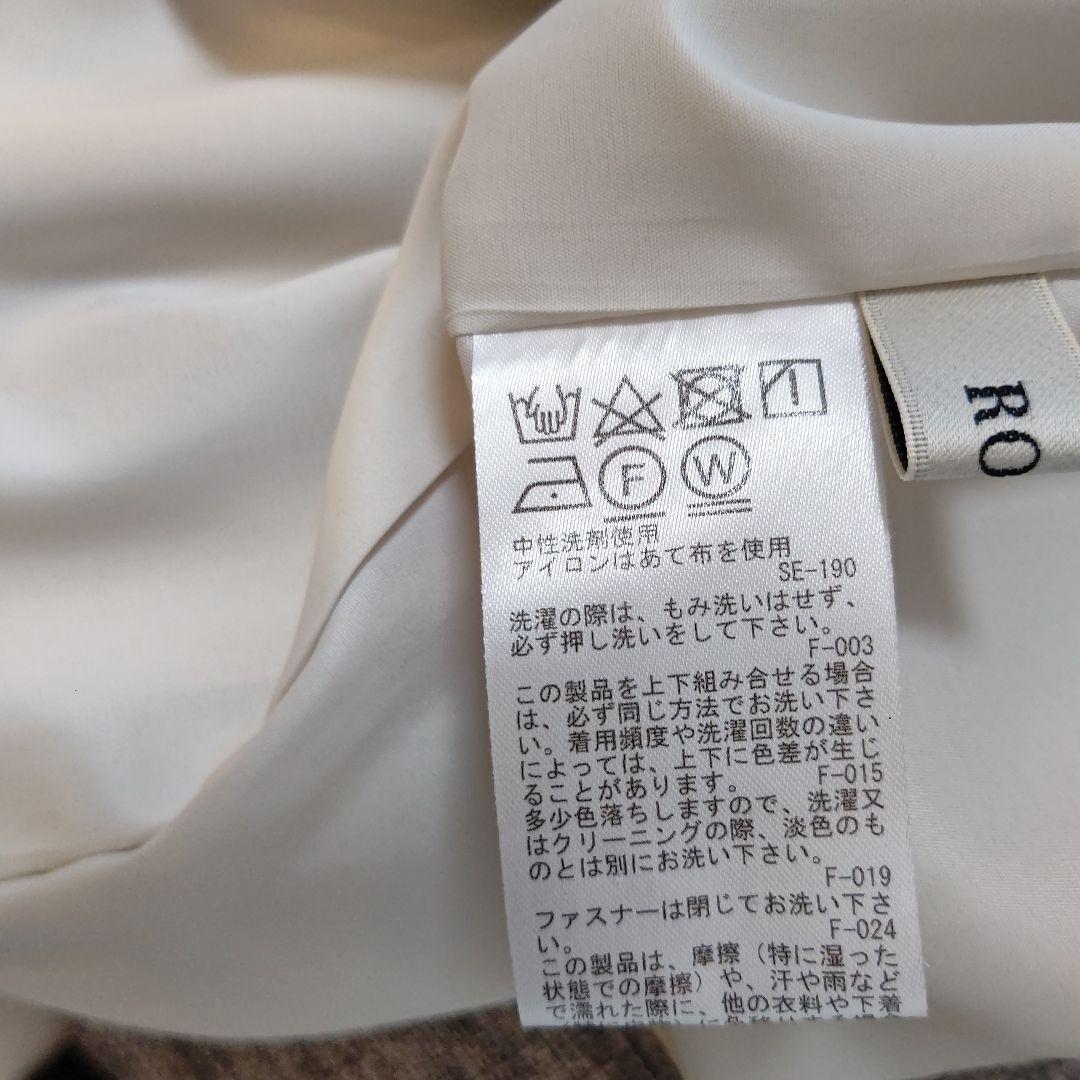 RO
F
W
中性洗剤使用
アイロンはあて布を使用
SE-190
洗濯の際は、もみ洗いはせず、
必ず押し洗いをして下さい。
F-003
この製品を上下組み合せる場合
は、必ず同じ方法でお洗い下さ
い。着用頻度や洗濯回数の違い
によっては、上下に色差が生じ
ることがあります。
F-015
多少色落ちしますので、洗濯又
はクリーニングの際、淡色のも
のとは別にお洗い下さい。
F-019
ファスナーは閉じてお洗い下さ
い。
F-024
この製品は、摩擦（特に湿った
状態での摩擦）や、汗や雨など
で濡れた際に、他の衣料や下着